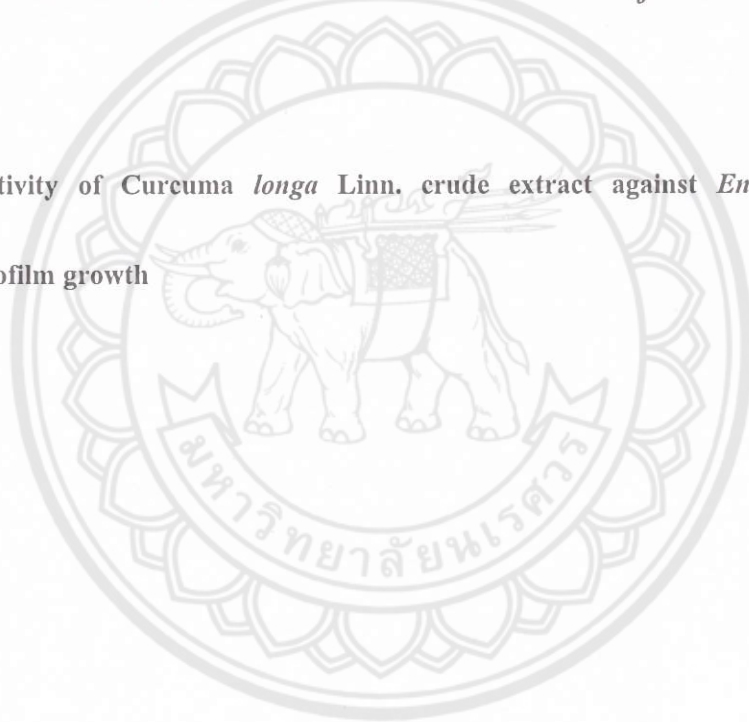 tivity of Curcuma longa Linn. crude extract against En
ofilm growth
มหาวิทยาลัยนเรศวร